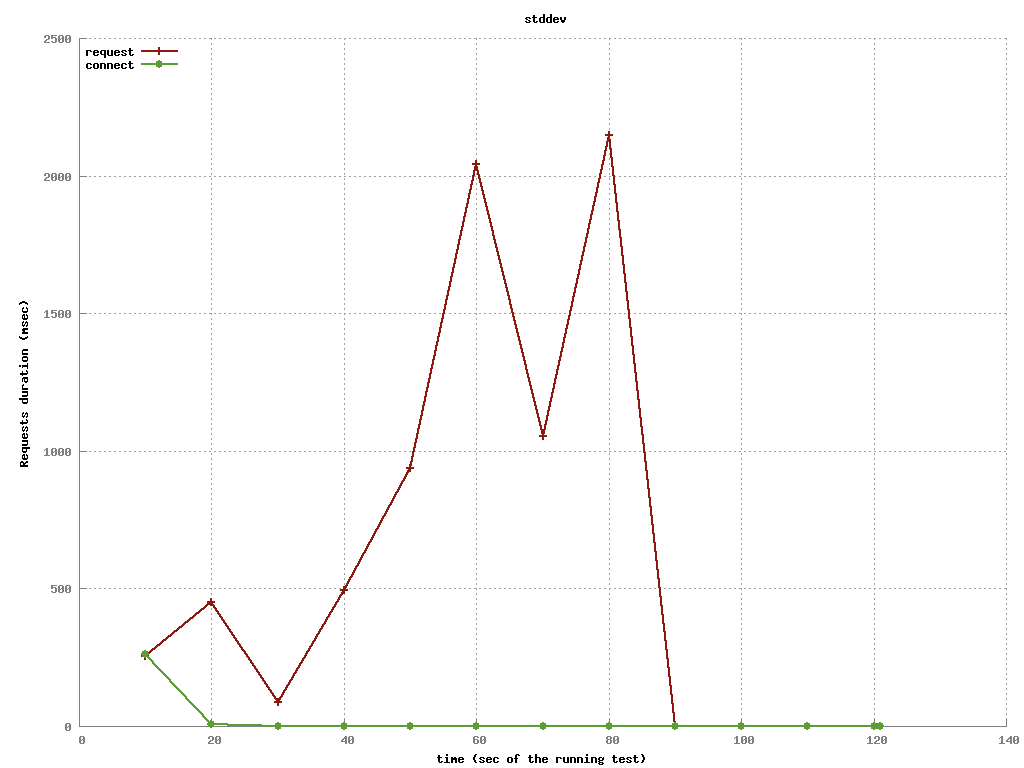 stddev
2500
request
connect
2000
1500
1000
500
0
Requests duration (msec)
0 20 40 60 80 100 120 140
time (sec of the running test)